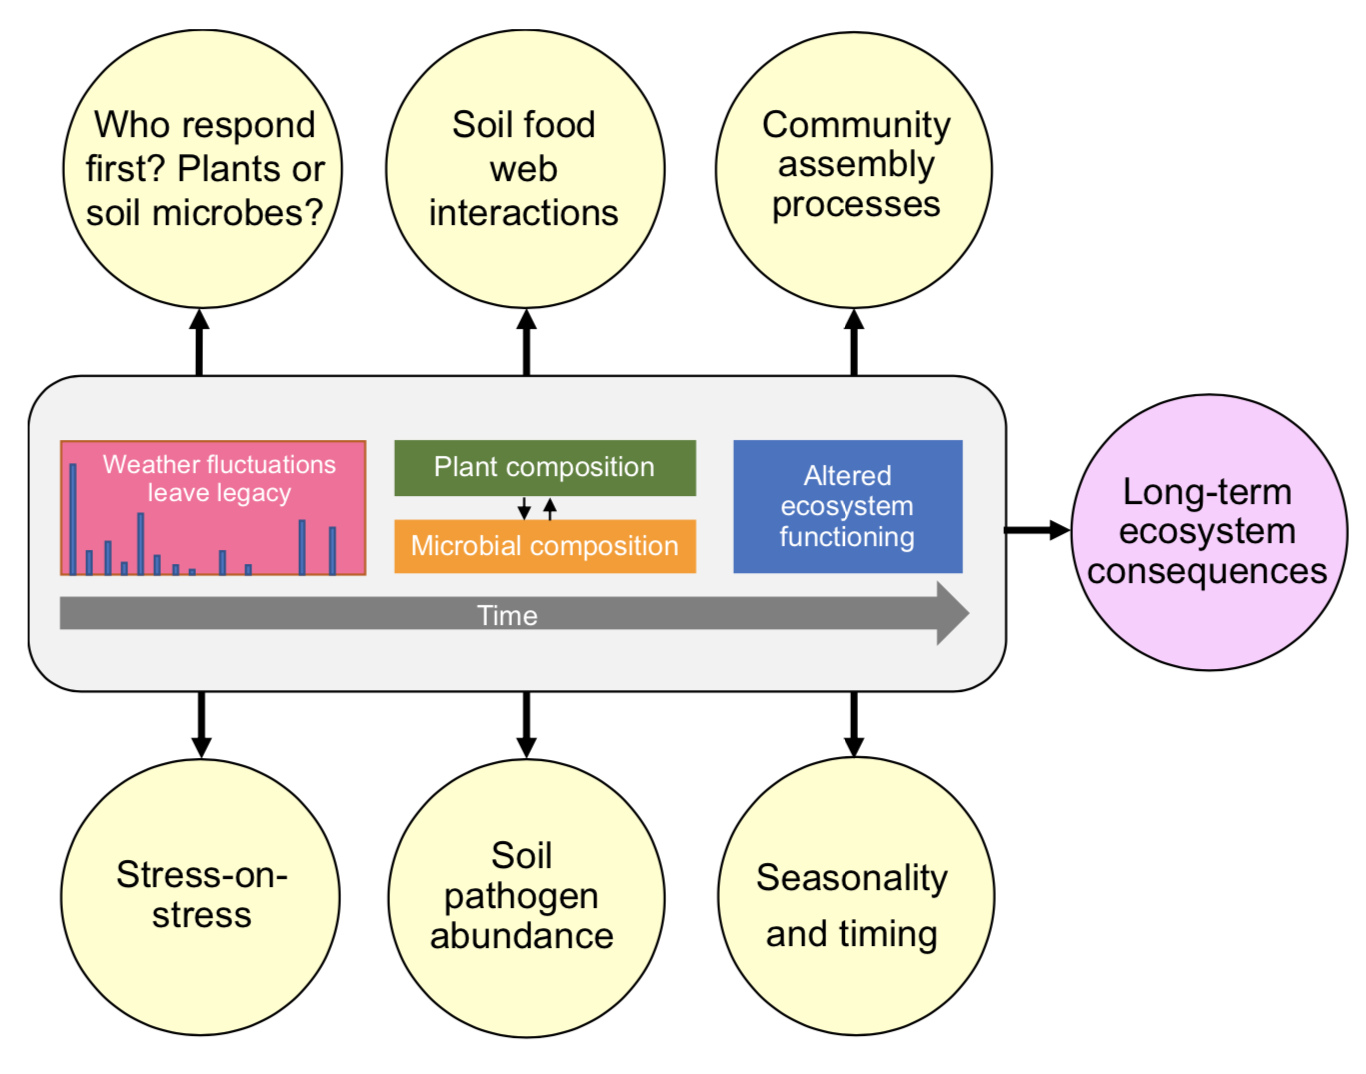 Who respond
first? Plants or
soil microbes?
Soil food
web
interactions
Community
assembly
processes
Weather fluctuations
leave legacy
Plant composition
Microbial composition
Altered
ecosystem
functioning
Time
Long-term
ecosystem
consequences
Stress-on-
stress
Soil
pathogen
abundance
Seasonality
and timing